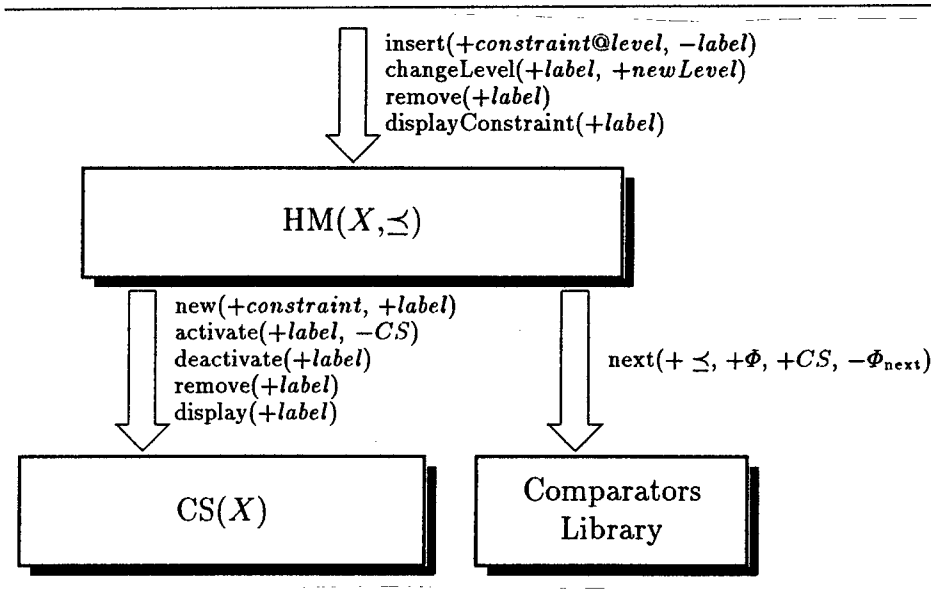 insert(+constraint@level, −label)
changeLevel(+label, +newLevel)
remove(+label)
displayConstraint(+label)
HM(X,⪯)
new(+constraint, +label)
activate(+label, −CS)
deactivate(+label)
remove(+label)
display(+label)
next(+ ⪯, +Φ, +CS, −Φnext)
CS(X)
Comparators
Library